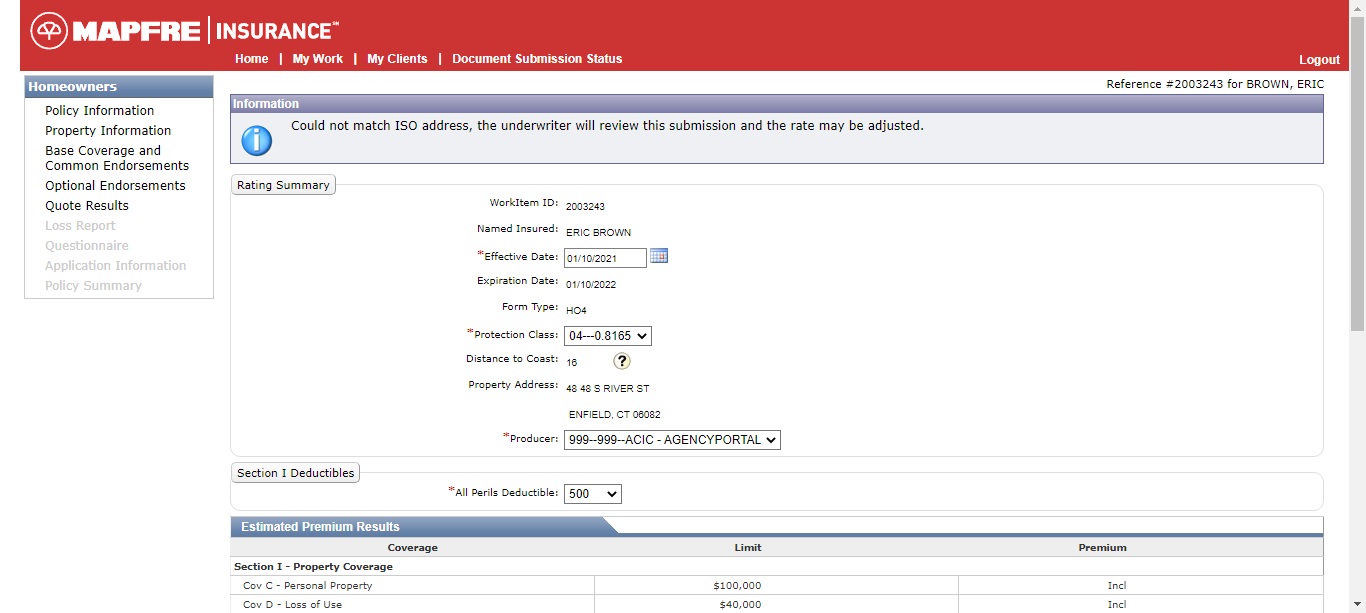 MAPFRE | INSURANCE℠
Home | My Work | My Clients | Document Submission Status
Logout
Reference #2003243 for BROWN, ERIC
Homeowners
Policy Information
Property Information
Base Coverage and
Common Endorsements
Optional Endorsements
Quote Results
Loss Report
Questionnaire
Application Information
Policy Summary
Information
Could not match ISO address, the underwriter will review this submission and the rate may be adjusted.
Rating Summary
WorkItem ID: 2003243
Named Insured: ERIC BROWN
*Effective Date: 01/10/2021
Expiration Date: 01/10/2022
Form Type: HO4
*Protection Class: 04---0.8165
Distance to Coast: 16 ?
Property Address: 48 48 S RIVER ST
ENFIELD, CT 06082
*Producer: 999--999--ACIC - AGENCYPORTAL
Section I Deductibles
*All Perils Deductible: 500
Estimated Premium Results
Coverage Limit Premium
Section I - Property Coverage
Cov C - Personal Property $100,000 Incl
Cov D - Loss of Use $40,000 Incl